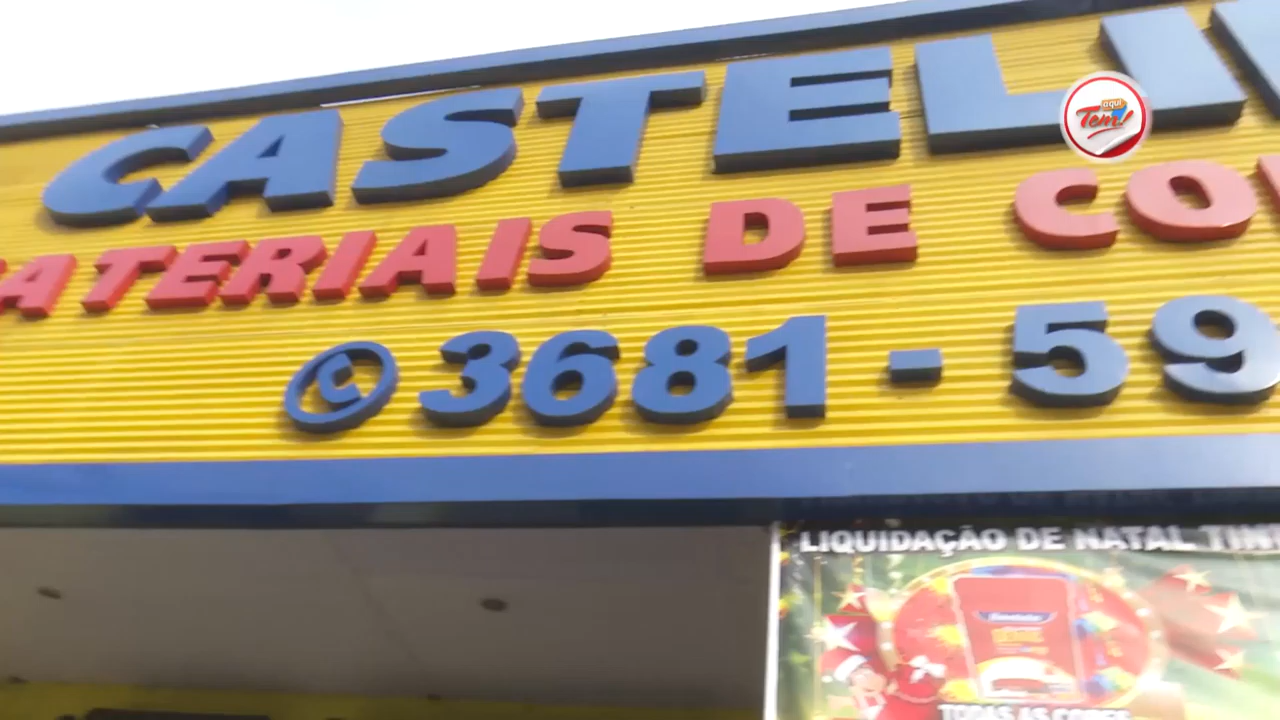 CASTELI
aqui
Tem!
ATERIAIS DE CO
3681-59
LIQUIDAÇÃO DE NATAL TIN
TODAS AS CORES